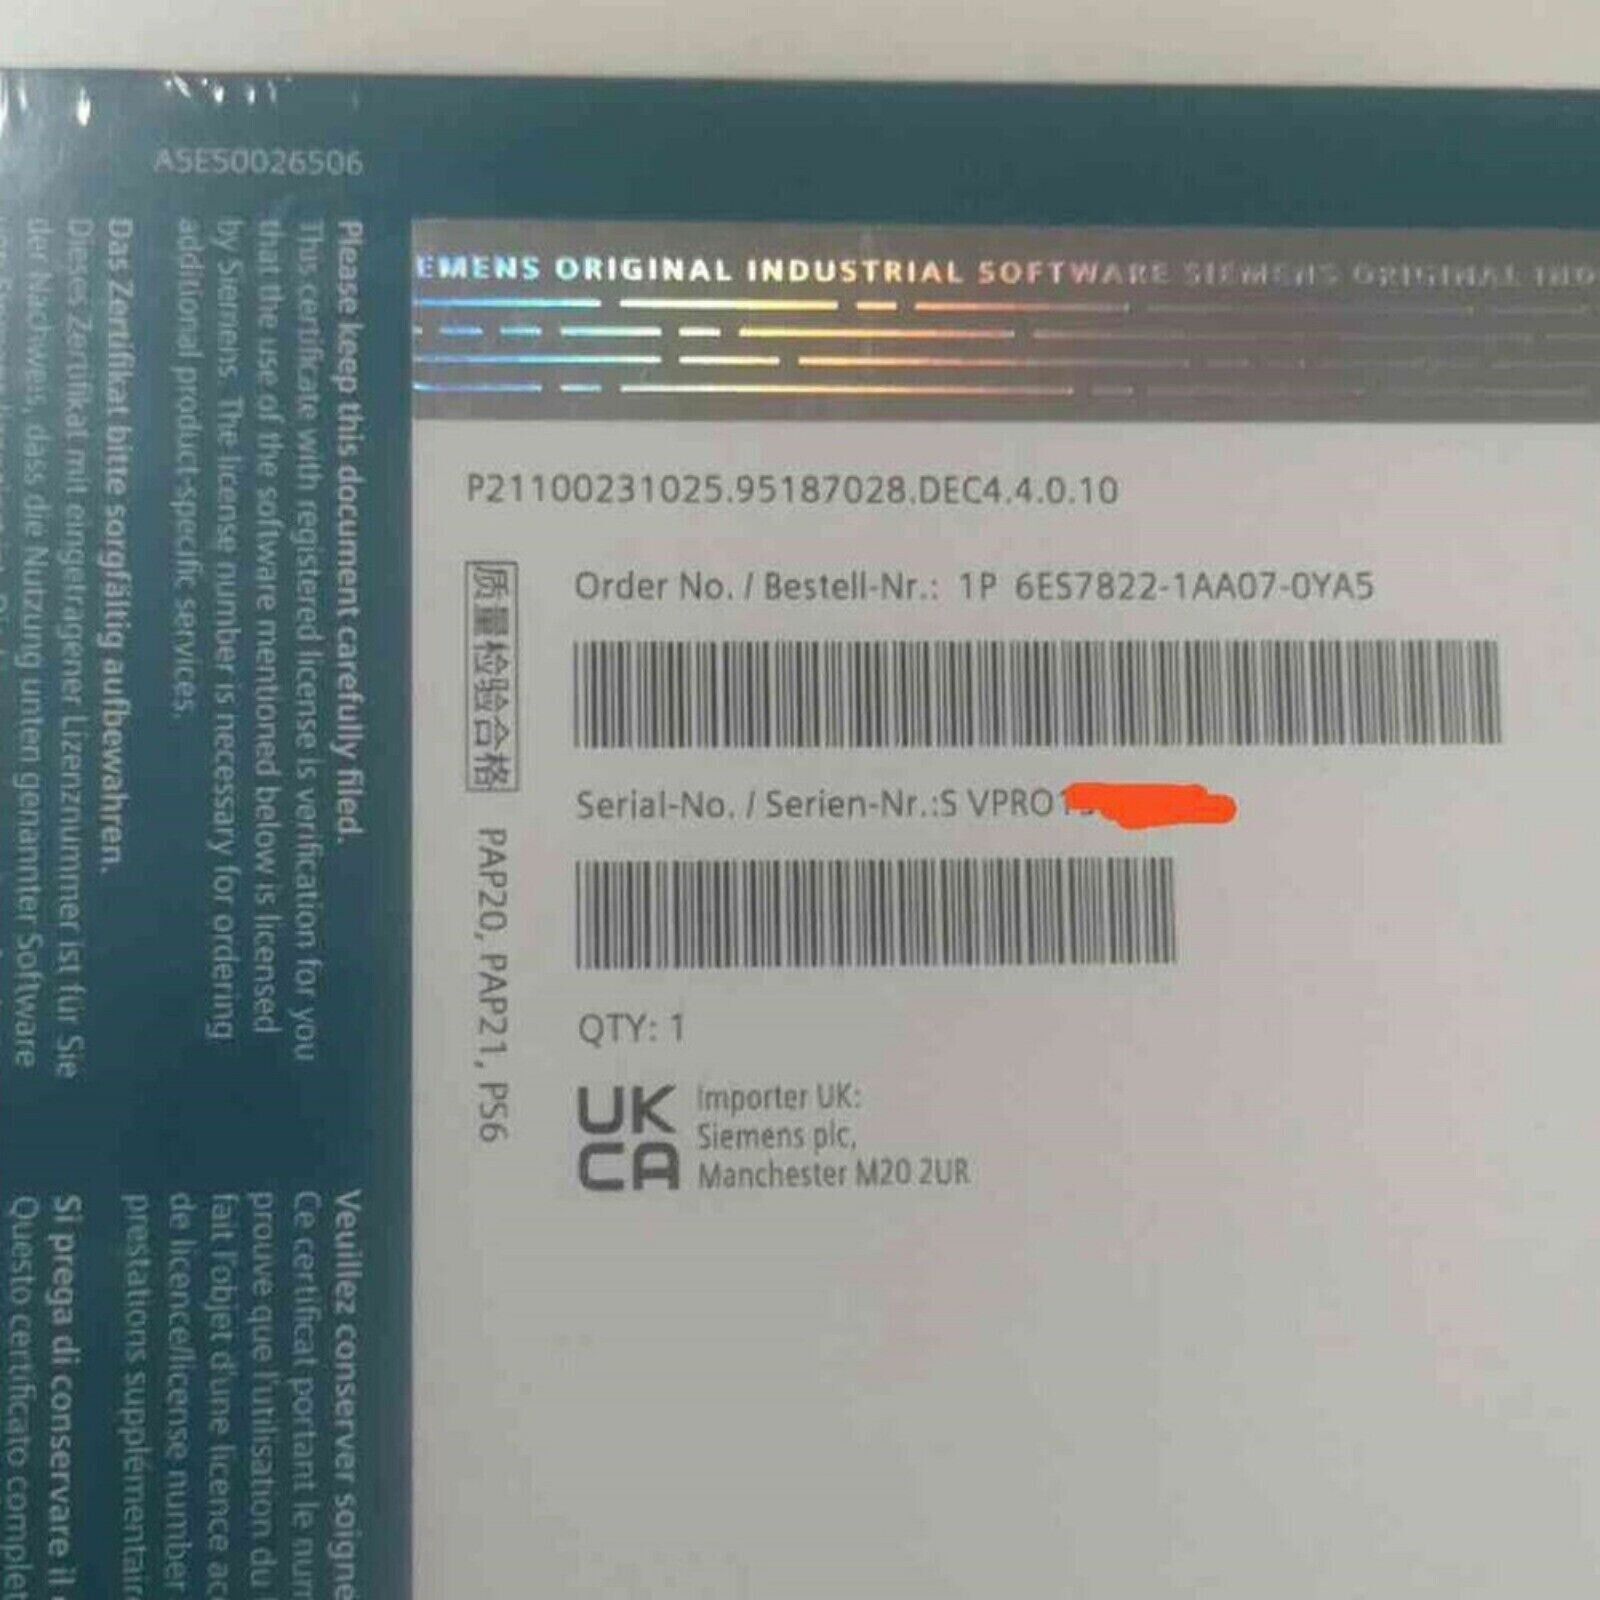 A5E50026506
EMENS ORIGINAL INDUSTRIAL SOFTWARE SIEMENS ORIGINAL IND
P21100231025.95187028.DEC4.4.0.10
Order No. / Bestell-Nr.: 1P 6ES7822-1AA07-0YA5
Serial-No. / Serien-Nr.:S VPRO
QTY: 1
UK
CA
Importer UK:
Siemens plc,
Manchester M20 2UR
质量检验合格
PAP20, PAP21, PS6
Please keep this document carefully filed.
This certificate with registered license is verification for you
that the use of the software mentioned below is licensed
by Siemens. The license number is necessary for ordering
additional product-specific services.
Das Zertifikat bitte sorgfältig aufbewahren.
Dieses Zertifikat mit eingetragener Lizenznummer ist für Sie
der Nachweis, dass die Nutzung unten genannter Software
Veuillez conserver soigné
Ce certificat portant le num
prouve que l'utilisation du
fait l'objet d'une licence acc
de licence/license number
prestations supplémentair
Si prega di conservare il
Questo certificato complet